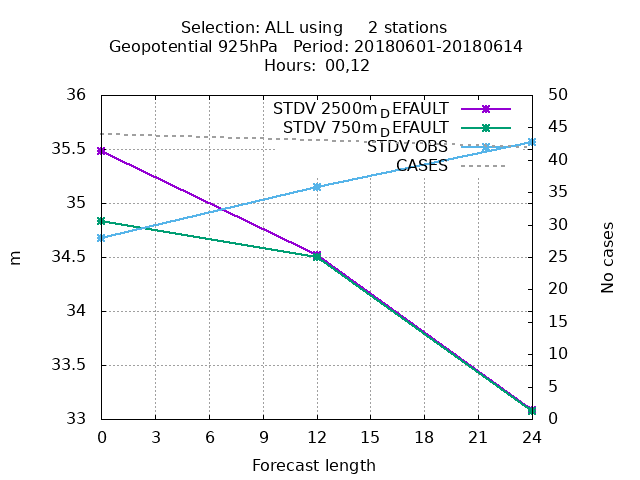 Selection: ALL using     2 stations
Geopotential 925hPa   Period: 20180601-20180614
Hours: 00,12
36
35.5
35
34.5
34
33.5
33
m
50
45
40
35
30
25
20
15
10
5
0
No cases
STDV 2500m_DEFAULT
STDV 750m_DEFAULT
STDV OBS
CASES
0 3 6 9 12 15 18 21 24
Forecast length